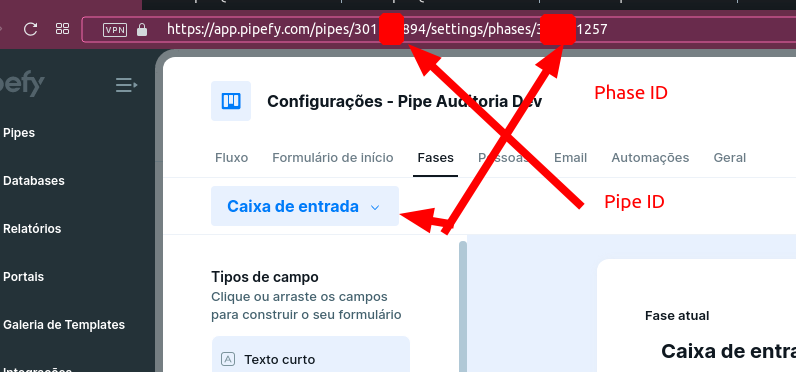 VPN https://app.pipefy.com/pipes/301 894/settings/phases/3 1257
pefy
Configurações - Pipe Auditoria Dev
Phase ID
Pipes
Fluxo Formulário de início Fases Pessoas Email Automações Geral
Databases
Caixa de entrada
Pipe ID
Relatórios
Portais
Tipos de campo
Clique ou arraste os campos
para construir o seu formulário
Galeria de Templates
Fase atual
Caixa de entra
A Texto curto
Integrações